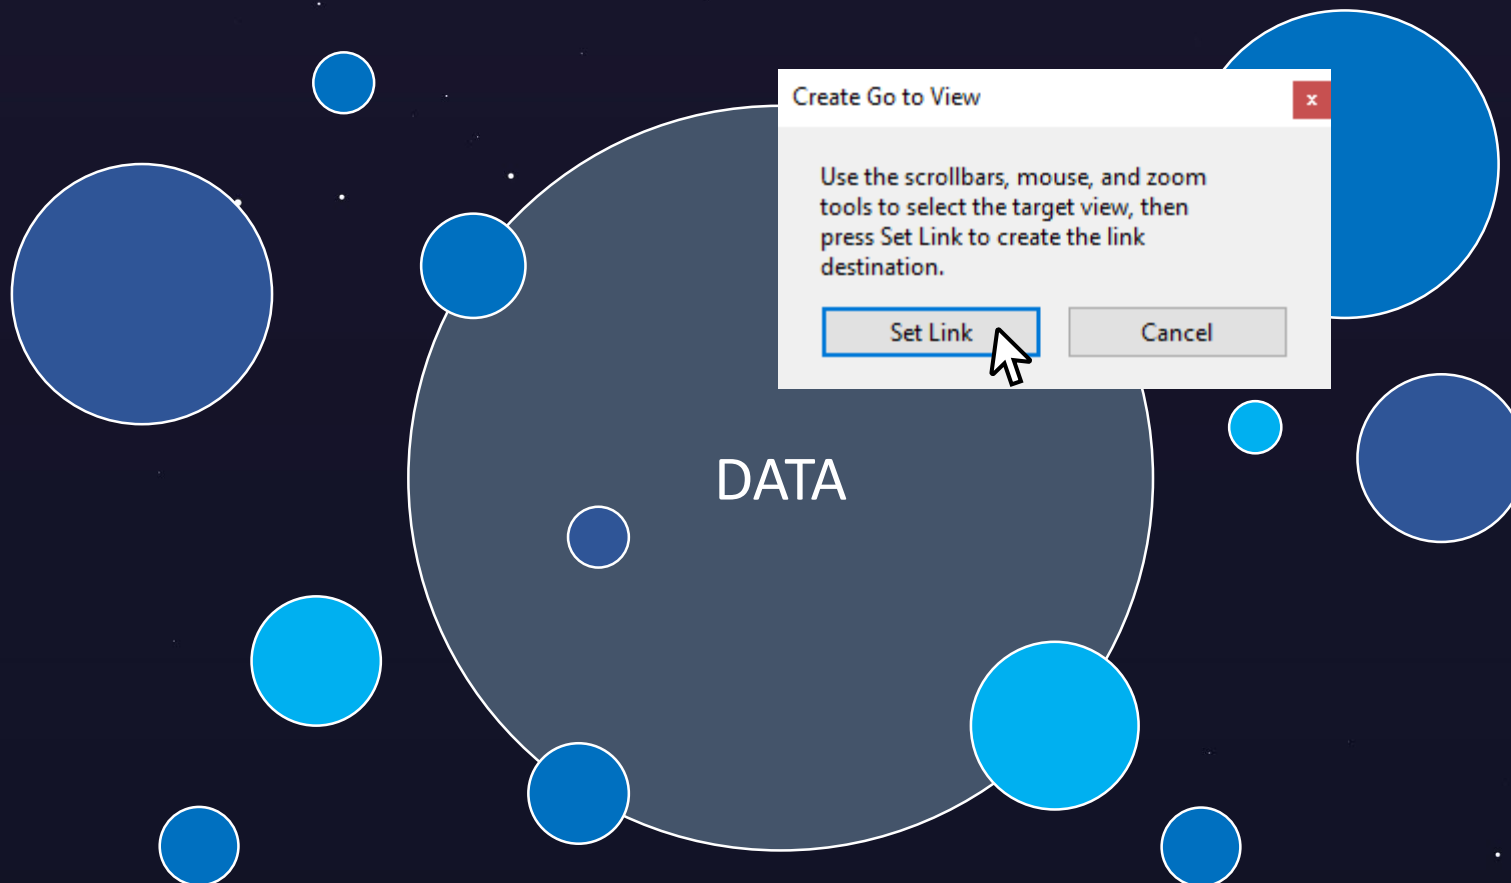 Create Go to View
x
Use the scrollbars, mouse, and zoom
tools to select the target view, then
press Set Link to create the link
destination.
Set Link
Cancel
DATA